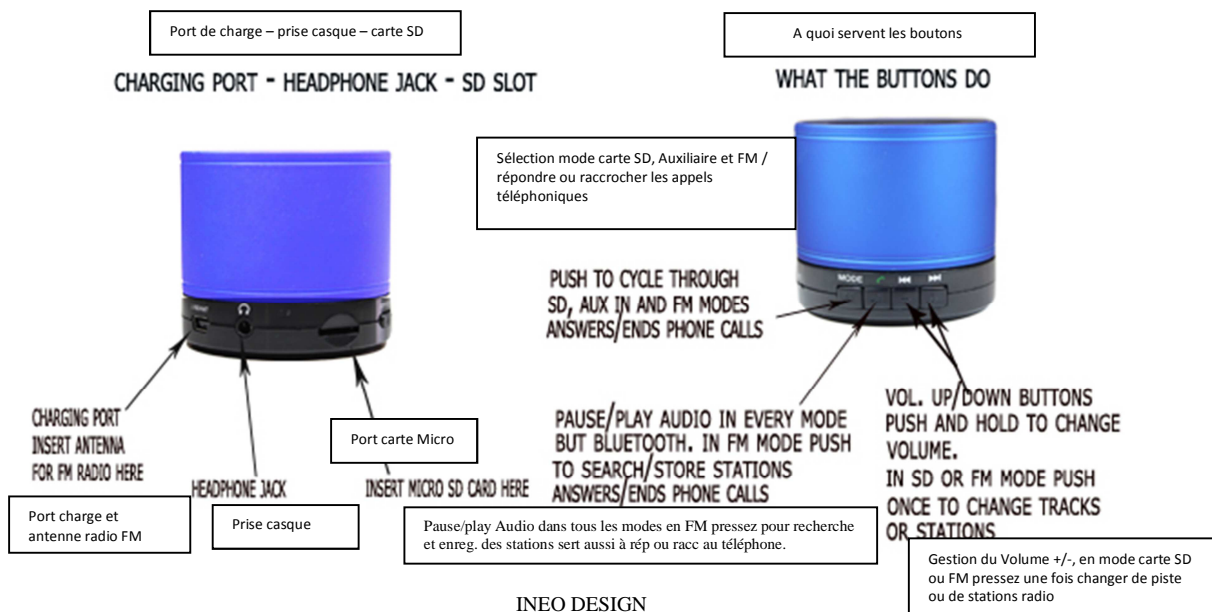 Port de charge – prise casque – carte SD
CHARGING PORT - HEADPHONE JACK - SD SLOT
CHARGING PORT
INSERT ANTENNA
FOR FM RADIO HERE
Port charge et
antenne radio FM
HEADPHONE JACK
Prise casque
Port carte Micro
INSERT MICRO SD CARD HERE
A quoi servent les boutons
WHAT THE BUTTONS DO
Sélection mode carte SD, Auxiliaire et FM /
répondre ou raccrocher les appels
téléphoniques
MODE
PUSH TO CYCLE THROUGH
SD, AUX IN AND FM MODES
ANSWERS/ENDS PHONE CALLS
PAUSE/PLAY AUDIO IN EVERY MODE
BUT BLUETOOTH. IN FM MODE PUSH
TO SEARCH/STORE STATIONS
ANSWERS/ENDS PHONE CALLS
Pause/play Audio dans tous les modes en FM pressez pour recherche
et enreg. des stations sert aussi à rép ou racc au téléphone.
VOL. UP/DOWN BUTTONS
PUSH AND HOLD TO CHANGE
VOLUME.
IN SD OR FM MODE PUSH
ONCE TO CHANGE TRACKS
OR STATIONS
Gestion du Volume +/-, en mode carte SD
ou FM pressez une fois changer de piste
ou de stations radio
INEO DESIGN